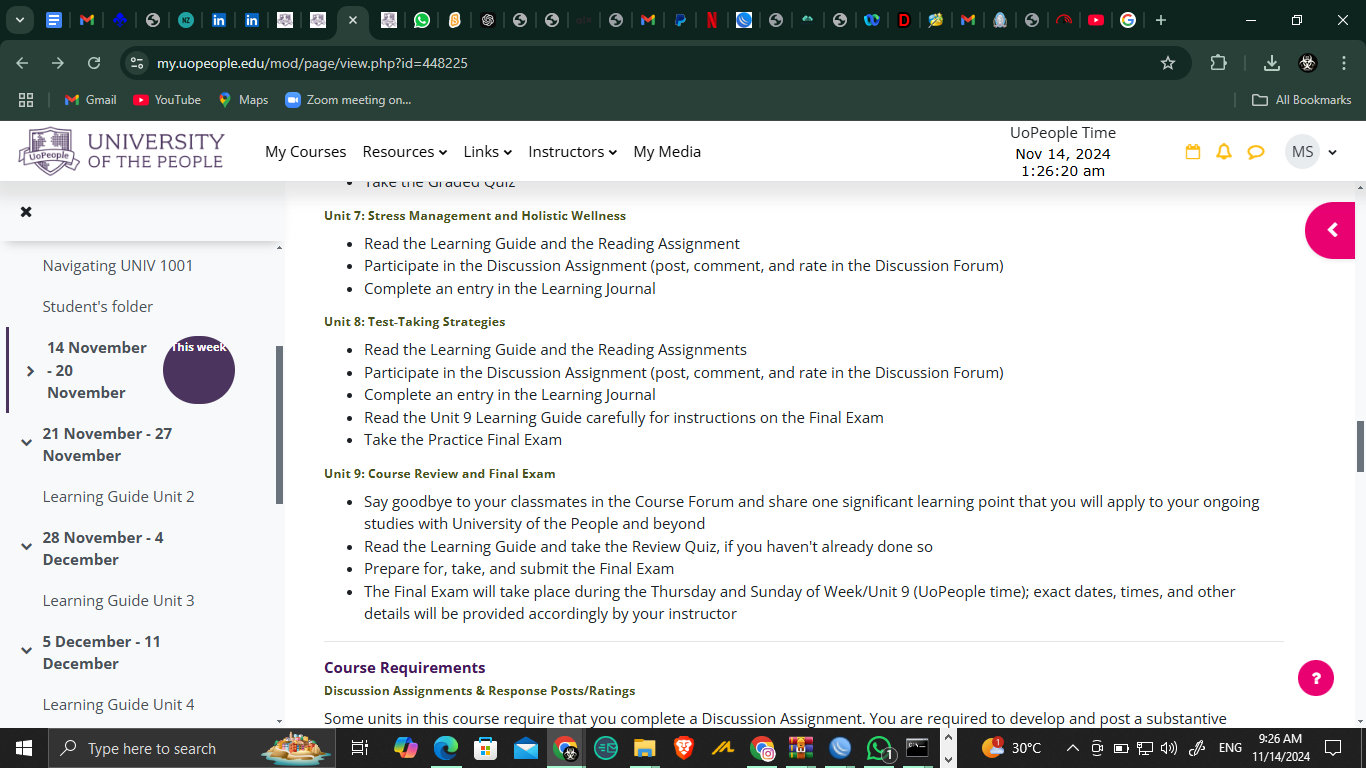 my.uopeople.edu/mod/page/view.php?id=448225
Gmail
YouTube
Maps
Zoom meeting on...
All Bookmarks
UoPeople
UNIVERSITY
OF THE PEOPLE
My Courses
Resources
Links
Instructors
My Media
UoPeople Time
Nov 14, 2024
1:26:20 am
MS
Navigating UNIV 1001
Student's folder
14 November
- 20
November
This week
21 November - 27
November
Learning Guide Unit 2
28 November - 4
December
Learning Guide Unit 3
5 December - 11
December
Learning Guide Unit 4
Take the Graded Quiz
Unit 7: Stress Management and Holistic Wellness
Read the Learning Guide and the Reading Assignment
Participate in the Discussion Assignment (post, comment, and rate in the Discussion Forum)
Complete an entry in the Learning Journal
Unit 8: Test-Taking Strategies
Read the Learning Guide and the Reading Assignments
Participate in the Discussion Assignment (post, comment, and rate in the Discussion Forum)
Complete an entry in the Learning Journal
Read the Unit 9 Learning Guide carefully for instructions on the Final Exam
Take the Practice Final Exam
Unit 9: Course Review and Final Exam
Say goodbye to your classmates in the Course Forum and share one significant learning point that you will apply to your ongoing
studies with University of the People and beyond
Read the Learning Guide and take the Review Quiz, if you haven't already done so
Prepare for, take, and submit the Final Exam
The Final Exam will take place during the Thursday and Sunday of Week/Unit 9 (UoPeople time); exact dates, times, and other
details will be provided accordingly by your instructor
Course Requirements
Discussion Assignments & Response Posts/Ratings
Some units in this course require that you complete a Discussion Assignment. You are required to develop and post a substantive
?
Type here to search
1
1
30°C
ENG
9:26 AM
11/14/2024